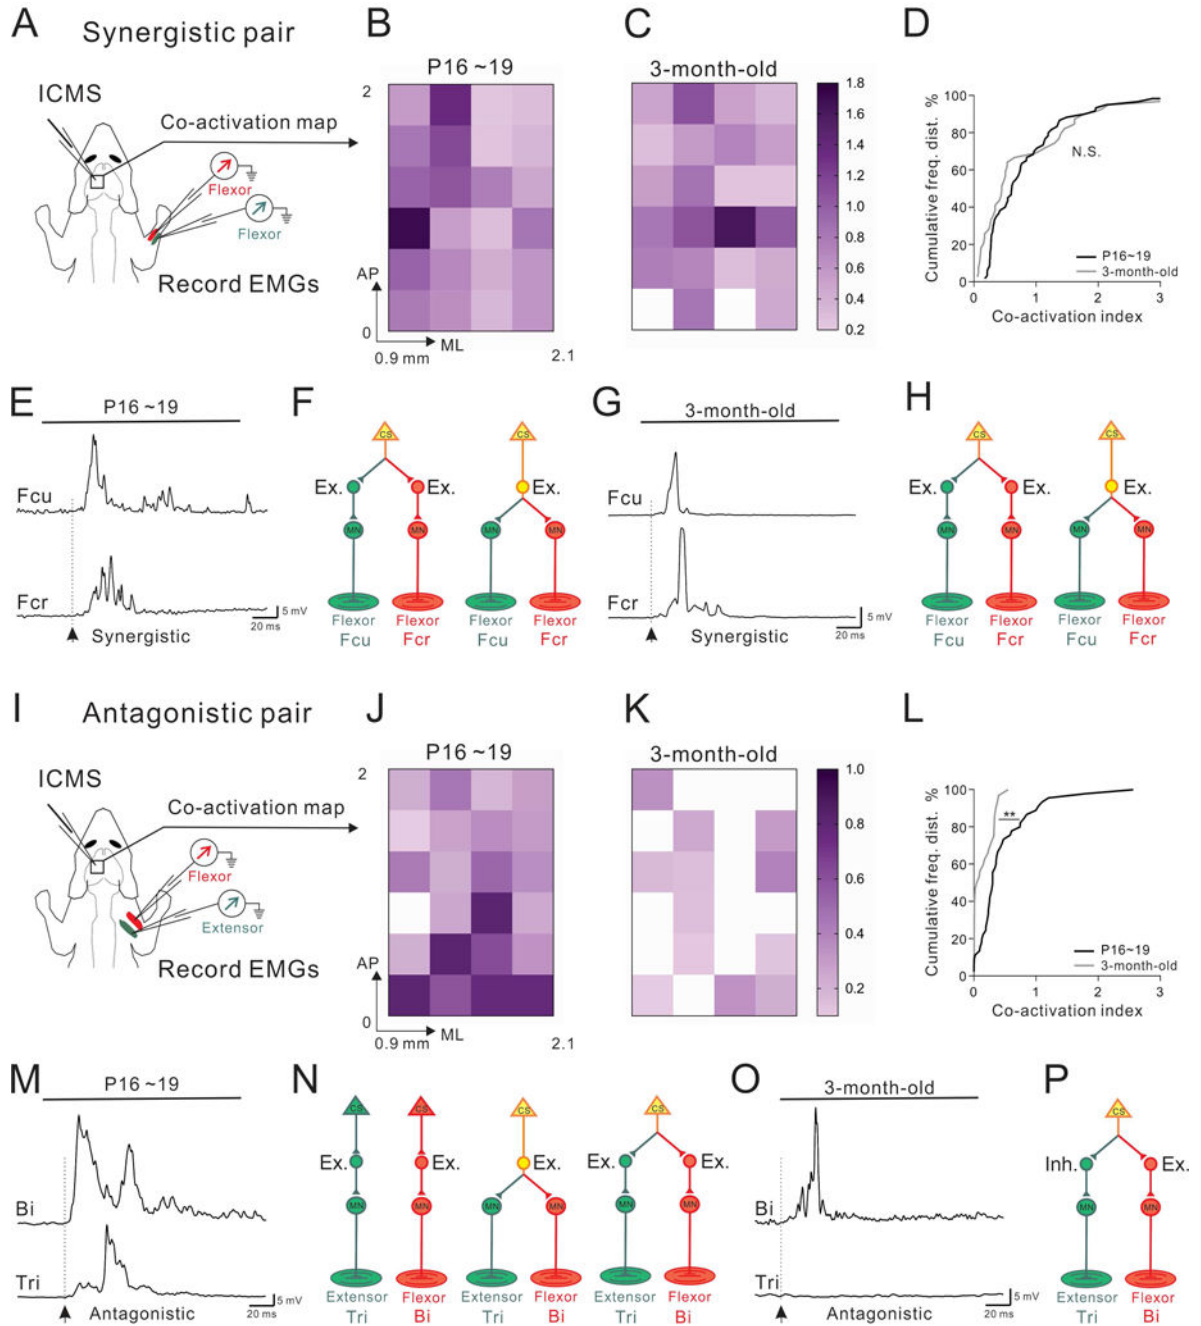 A
Synergistic pair
ICMS
Co-activation map
Flexor
Flexor
Record EMGs
B
P16 ~19
2
AP
0
0.9 mm
ML
2.1
C
3-month-old
1.8
1.6
1.4
1.2
1.0
0.8
0.6
0.4
0.2
D
Cumulative freq. dist. %
100
80
60
40
20
0
N.S.
P16~19
3-month-old
0 1 2 3
Co-activation index
E
P16 ~19
Fcu
Fcr
5 mV
20 ms
Synergistic
F
CS CS
Ex. Ex. Ex.
MN MN MN MN
Flexor Flexor Flexor Flexor
Fcu Fcr Fcu Fcr
G
3-month-old
Fcu
Fcr
5 mV
20 ms
Synergistic
H
CS CS
Ex. Ex. Ex.
MN MN MN MN
Flexor Flexor Flexor Flexor
Fcu Fcr Fcu Fcr
I
Antagonistic pair
ICMS
Co-activation map
Flexor
Extensor
Record EMGs
J
P16 ~19
2
AP
0
0.9 mm
ML
2.1
K
3-month-old
1.0
0.8
0.6
0.4
0.2
L
Cumulative freq. dist. %
100
80
60
40
20
0
**
P16~19
3-month-old
0 1 2 3
Co-activation index
M
P16 ~19
Bi
Tri
5 mV
20 ms
Antagonistic
N
CS CS CS CS
Ex. Ex. Ex. Ex. Ex.
MN MN MN MN MN MN
Extensor Flexor Extensor Flexor Extensor Flexor
Tri Bi Tri Bi Tri Bi
O
3-month-old
Bi
Tri
5 mV
20 ms
Antagonistic
P
CS
Inh. Ex.
MN MN
Extensor Flexor
Tri Bi